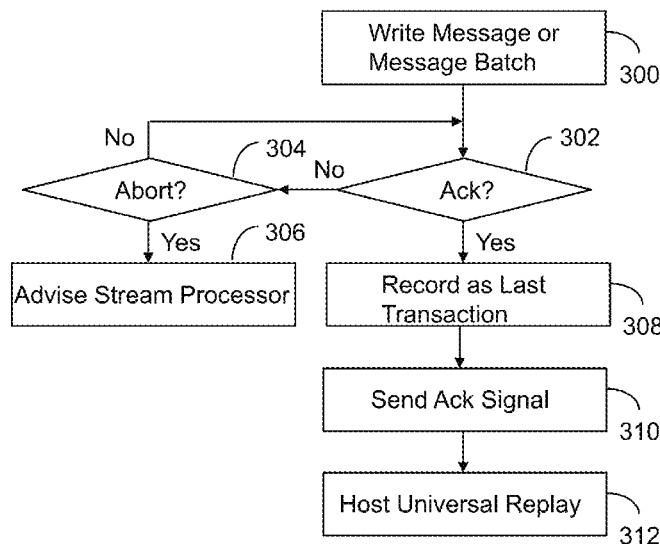 Write Message or
Message Batch
300
No
304
302
Abort?
No
Ack?
Yes
306
Yes
Advise Stream Processor
Record as Last
Transaction
308
Send Ack Signal
310
Host Universal Replay
312